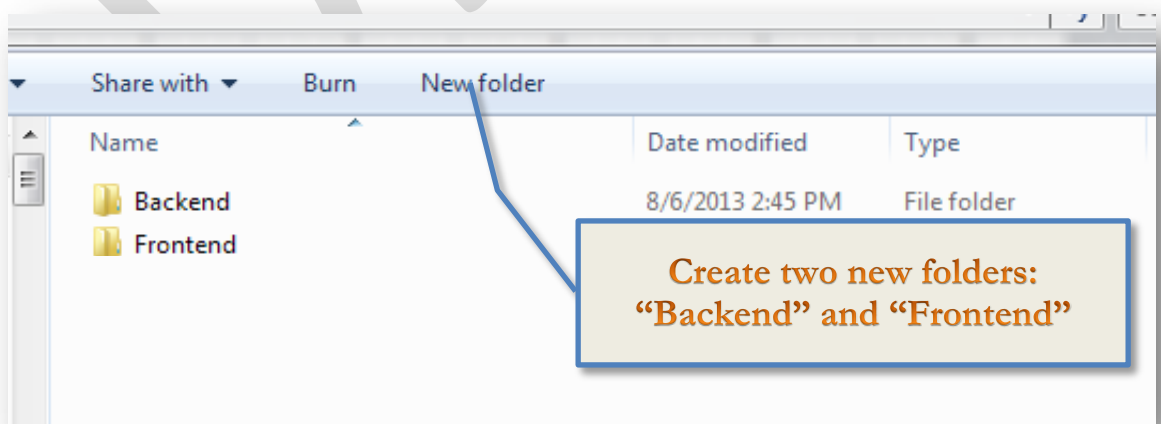 Share with Burn New folder
Name Date modified Type
Backend 8/6/2013 2:45 PM File folder
Frontend
Create two new folders:
“Backend” and “Frontend”